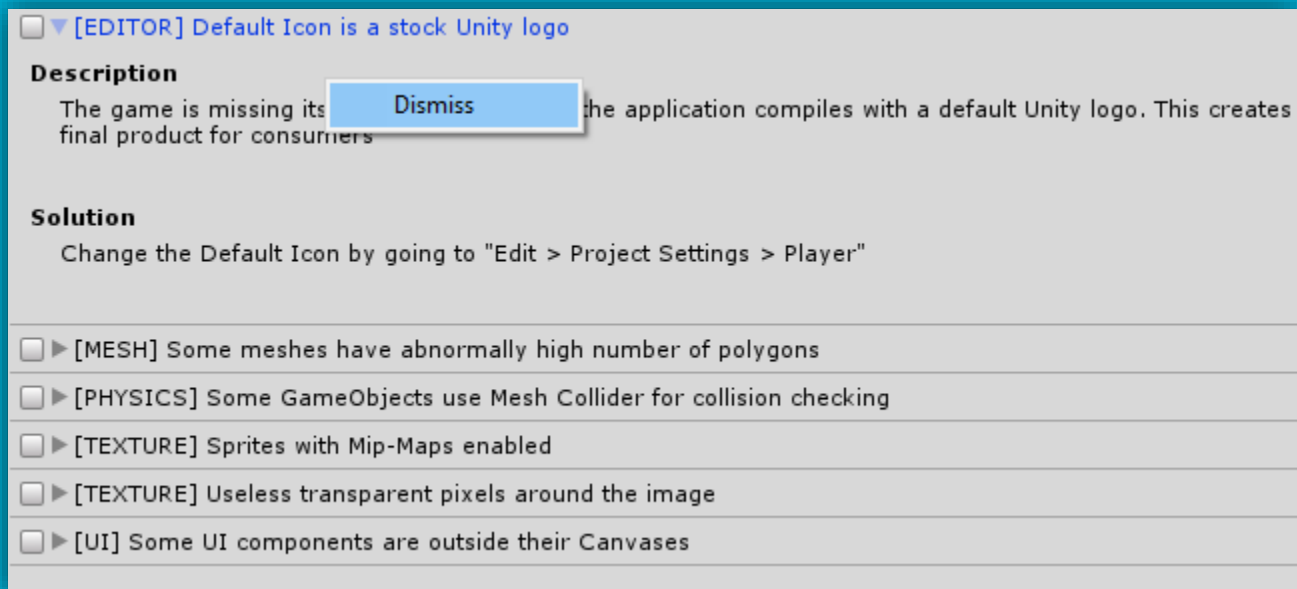 [EDITOR] Default Icon is a stock Unity logo
Description
The game is missing its
Dismiss
he application compiles with a default Unity logo. This creates
final product for consumers
Solution
Change the Default Icon by going to "Edit > Project Settings > Player"
[MESH] Some meshes have abnormally high number of polygons
[PHYSICS] Some GameObjects use Mesh Collider for collision checking
[TEXTURE] Sprites with Mip-Maps enabled
[TEXTURE] Useless transparent pixels around the image
[UI] Some UI components are outside their Canvases